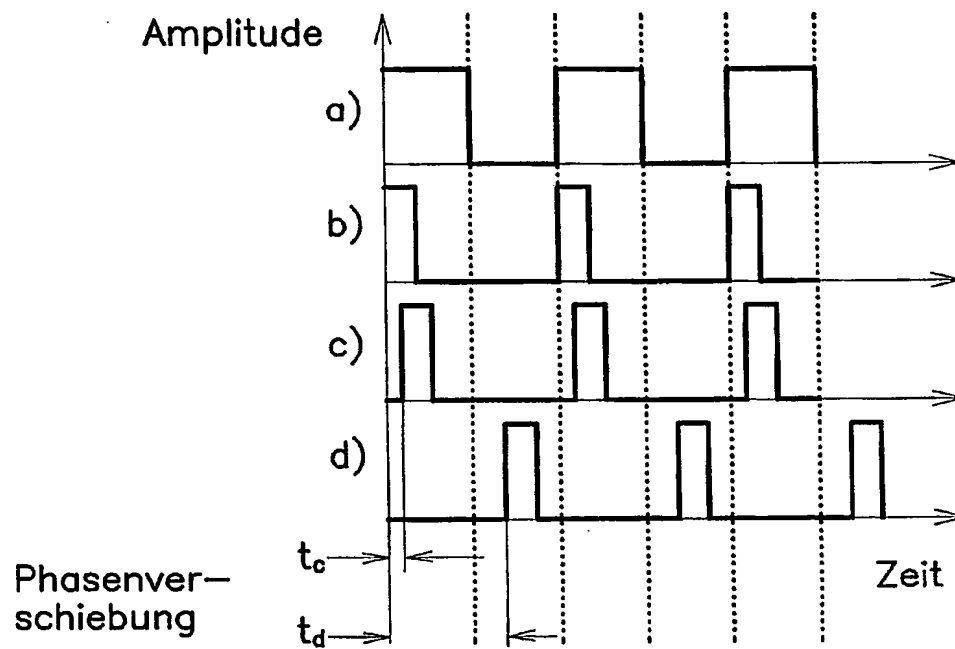 Amplitude
a)
b)
c)
d)
t_c
Zeit
Phasenver–
schiebung
t_d